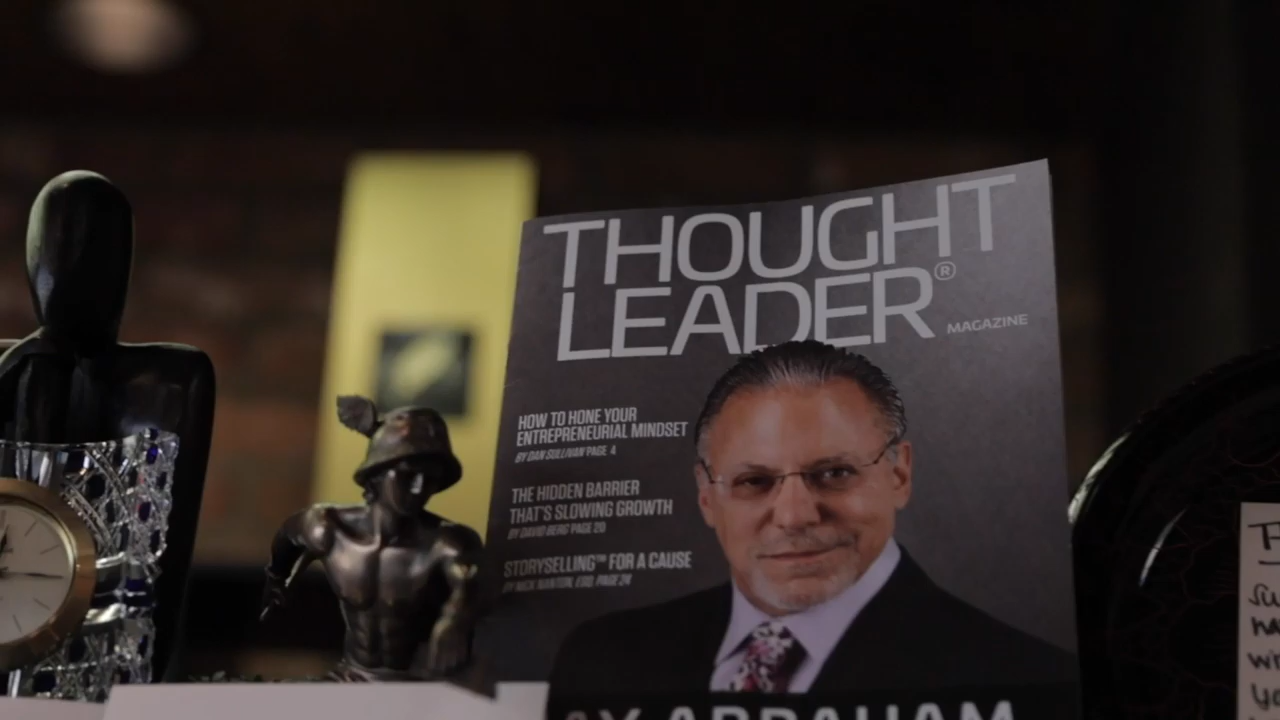 THOUGHT
LEADER®
MAGAZINE
HOW TO HONE YOUR
ENTREPRENEURIAL MINDSET
BY DAN SULLIVAN PAGE 4
THE HIDDEN BARRIER
THAT'S SLOWING GROWTH
BY DAVID BERG PAGE 20
STORYSELLING™ FOR A CAUSE
BY NICK NANTON, ESQ. PAGE 24
AY ABRAHAM